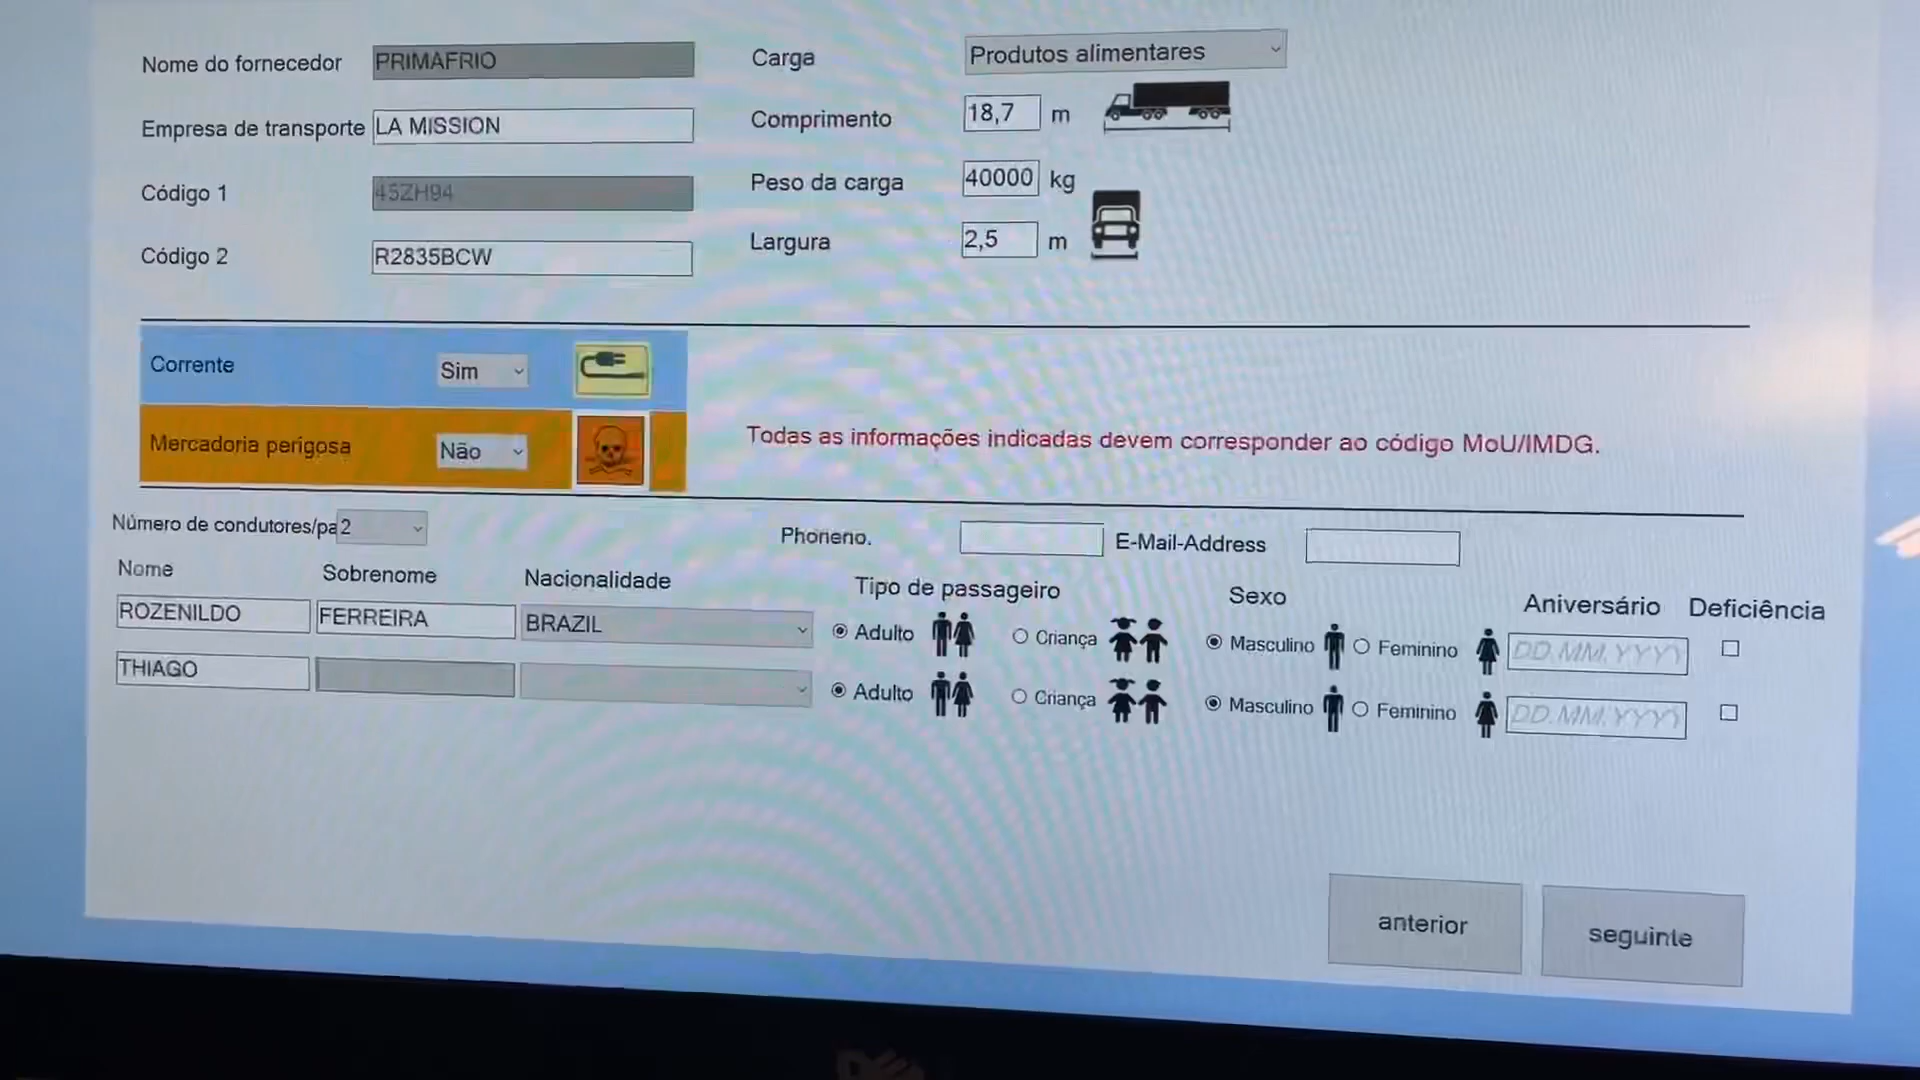 Nome do fornecedor PRIMAFRIO
Carga Produtos alimentares
Empresa de transporte LA MISSION
Comprimento 18,7 m
Código 1 45ZH94
Peso da carga 40000 kg
Código 2 R2835BCW
Largura 2,5 m
Corrente Sim
Mercadoria perigosa Não
Todas as informações indicadas devem corresponder ao código MoU/IMDG.
Número de condutores/pa 2
Phoneno. E-Mail-Address
Nome Sobrenome Nacionalidade Tipo de passageiro Sexo Aniversário Deficiência
ROZENILDO FERREIRA BRAZIL Adulto Criança Masculino Feminino DD.MM.YYYY
THIAGO Adulto Criança Masculino Feminino DD.MM.YYYY
anterior seguinte